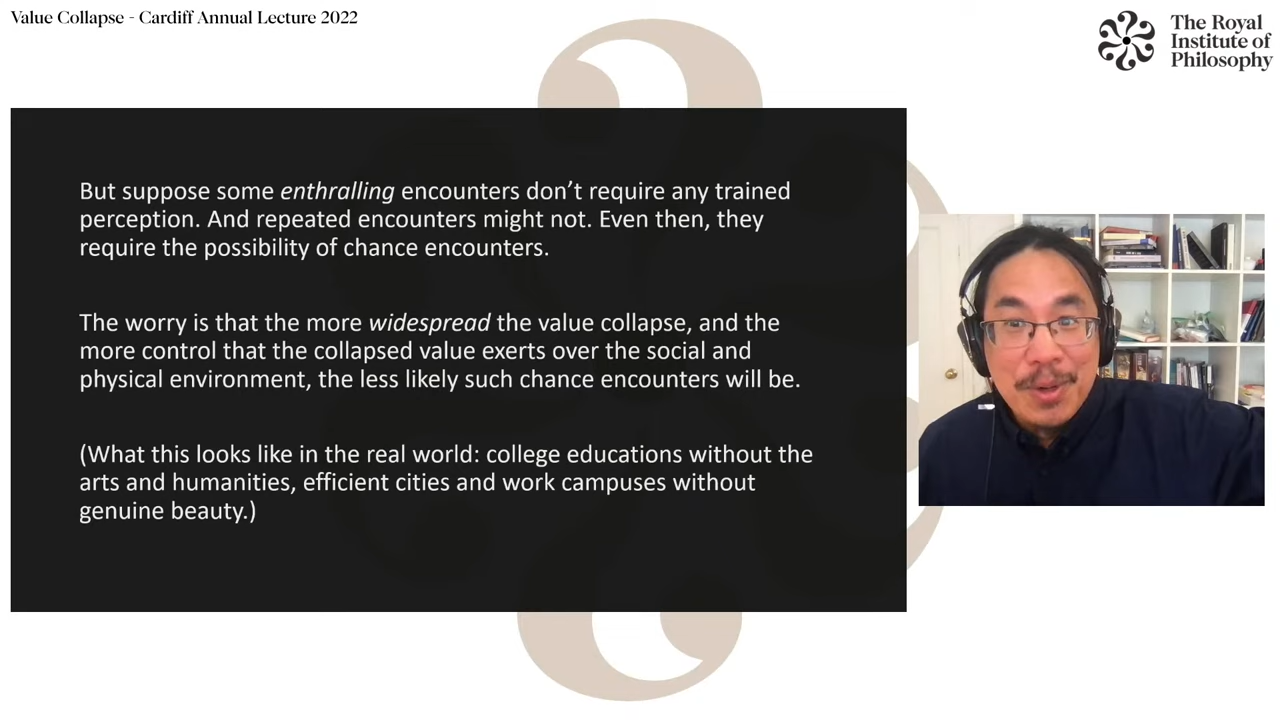 Value Collapse - Cardiff Annual Lecture 2022
The Royal
Institute of
Philosophy
But suppose some enthralling encounters don’t require any trained
perception. And repeated encounters might not. Even then, they
require the possibility of chance encounters.
The worry is that the more widespread the value collapse, and the
more control that the collapsed value exerts over the social and
physical environment, the less likely such chance encounters will be.
(What this looks like in the real world: college educations without the
arts and humanities, efficient cities and work campuses without
genuine beauty.)